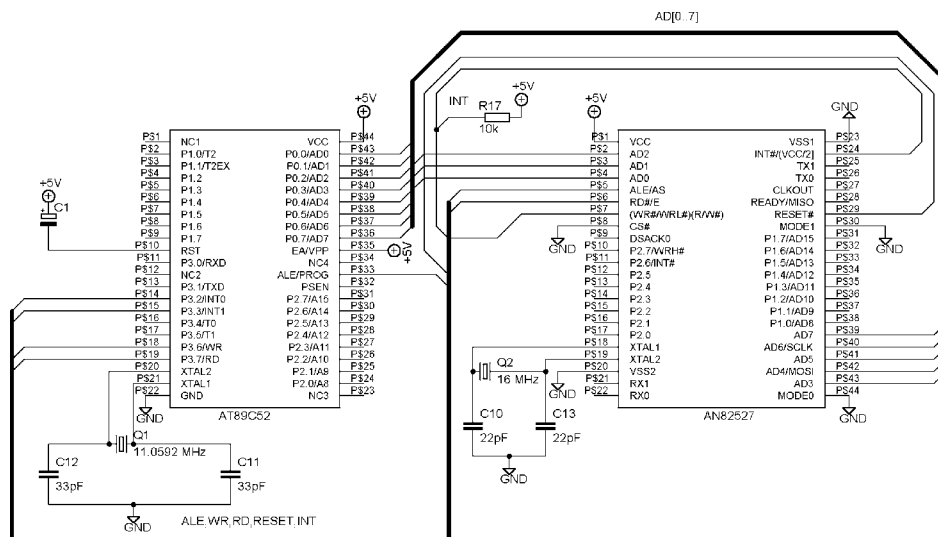 AD[0..7]
+5V
INT
R17
10k
+5V
+5V
GND
P$1
P$2
P$3
P$4
P$5
P$6
P$7
P$8
P$9
P$10
P$11
P$12
P$13
P$14
P$15
P$16
P$17
P$18
P$19
P$20
P$21
P$22
NC1
P1.0/T2
P1.1/T2EX
P1.2
P1.3
P1.4
P1.5
P1.6
P1.7
RST
P3.0/RXD
NC2
P3.1/TXD
P3.2/INT0
P3.3/INT1
P3.4/T0
P3.5/T1
P3.6/WR
P3.7/RD
XTAL2
XTAL1
GND
VCC
P0.0/AD0
P0.1/AD1
P0.2/AD2
P0.3/AD3
P0.4/AD4
P0.5/AD5
P0.6/AD6
P0.7/AD7
EA/VPP
NC4
ALE/PROG
PSEN
P2.7/A15
P2.6/A14
P2.5/A13
P2.4/A12
P2.3/A11
P2.2/A10
P2.1/A9
P2.0/A8
NC3
P$44
P$43
P$42
P$41
P$40
P$39
P$38
P$37
P$36
P$35
P$34
P$33
P$32
P$31
P$30
P$29
P$28
P$27
P$26
P$25
P$24
P$23
AT89C52
+5V
C1
+5V
GND
Q1
11.0592 MHz
C12
33pF
C11
33pF
GND
ALE,WR,RD,RESET,INT
P$1
P$2
P$3
P$4
P$5
P$6
P$7
P$8
P$9
P$10
P$11
P$12
P$13
P$14
P$15
P$16
P$17
P$18
P$19
P$20
P$21
P$22
VCC
AD2
AD1
AD0
ALE/AS
RD#/E
(WR#/WRL#)(R/W#)
CS#
DSACK0
P2.7/WRH#
P2.6/INT#
P2.5
P2.4
P2.3
P2.2
P2.1
P2.0
XTAL1
XTAL2
VSS2
RX1
RX0
VSS1
INT#/(VCC/2]
TX1
TX0
CLKOUT
READY/MISO
RESET#
MODE1
P1.7/AD15
P1.6/AD14
P1.5/AD13
P1.4/AD12
P1.3/AD11
P1.2/AD10
P1.1/AD9
P1.0/AD8
AD7
AD6/SCLK
AD5
AD4/MOSI
AD3
MODE0
P$23
P$24
P$25
P$26
P$27
P$28
P$29
P$30
P$31
P$32
P$33
P$34
P$35
P$36
P$37
P$38
P$39
P$40
P$41
P$42
P$43
P$44
AN82527
GND
GND
GND
GND
Q2
16 MHz
C10
22pF
C13
22pF
GND